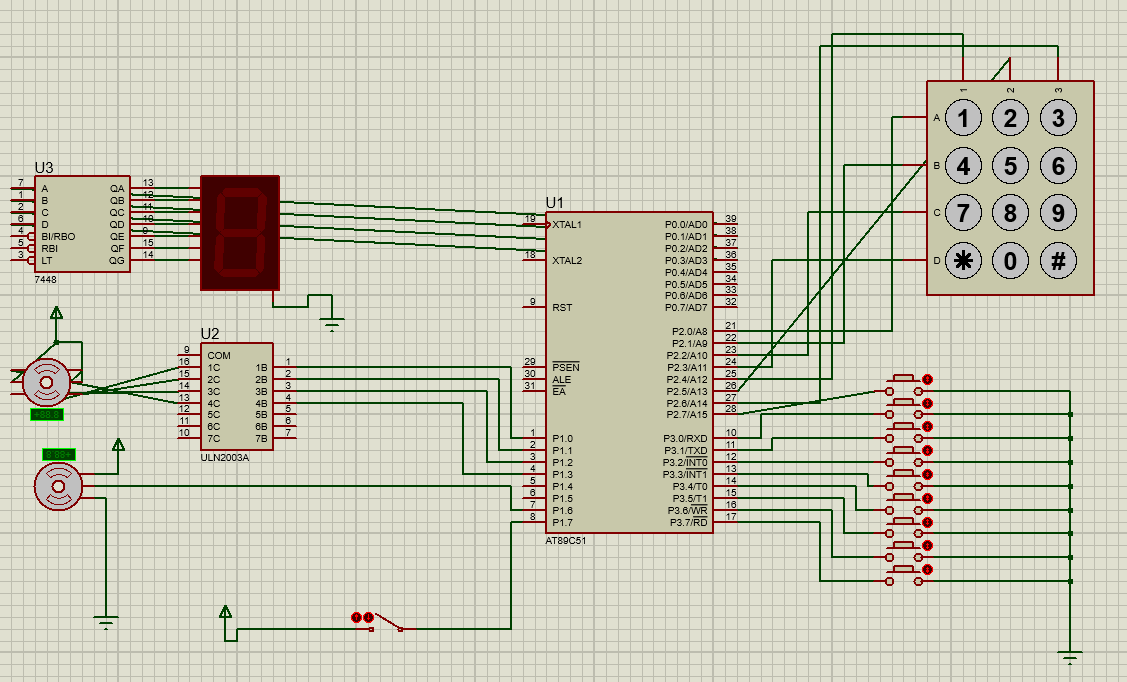 U3
7 A QA 13
1 B QB 12
2 C QC 11
6 D QD 10
4 BI/RBO QE 9
5 RBI QF 15
3 LT QG 14
7448
U2
9 COM
16 1C 1B 1
15 2C 2B 2
14 3C 3B 3
13 4C 4B 4
12 5C 5B 5
11 6C 6B 6
10 7C 7B 7
ULN2003A
U1
19 XTAL1
18 XTAL2
9 RST
29 PSEN
30 ALE
31 EA
1 P1.0
2 P1.1
3 P1.2
4 P1.3
5 P1.4
6 P1.5
7 P1.6
8 P1.7
P0.0/AD0 39
P0.1/AD1 38
P0.2/AD2 37
P0.3/AD3 36
P0.4/AD4 35
P0.5/AD5 34
P0.6/AD6 33
P0.7/AD7 32
P2.0/A8 21
P2.1/A9 22
P2.2/A10 23
P2.3/A11 24
P2.4/A12 25
P2.5/A13 26
P2.6/A14 27
P2.7/A15 28
P3.0/RXD 10
P3.1/TXD 11
P3.2/INT0 12
P3.3/INT1 13
P3.4/T0 14
P3.5/T1 15
P3.6/WR 16
P3.7/RD 17
AT89C51
1 2 3
A 1 2 3
B 4 5 6
C 7 8 9
D * 0 #